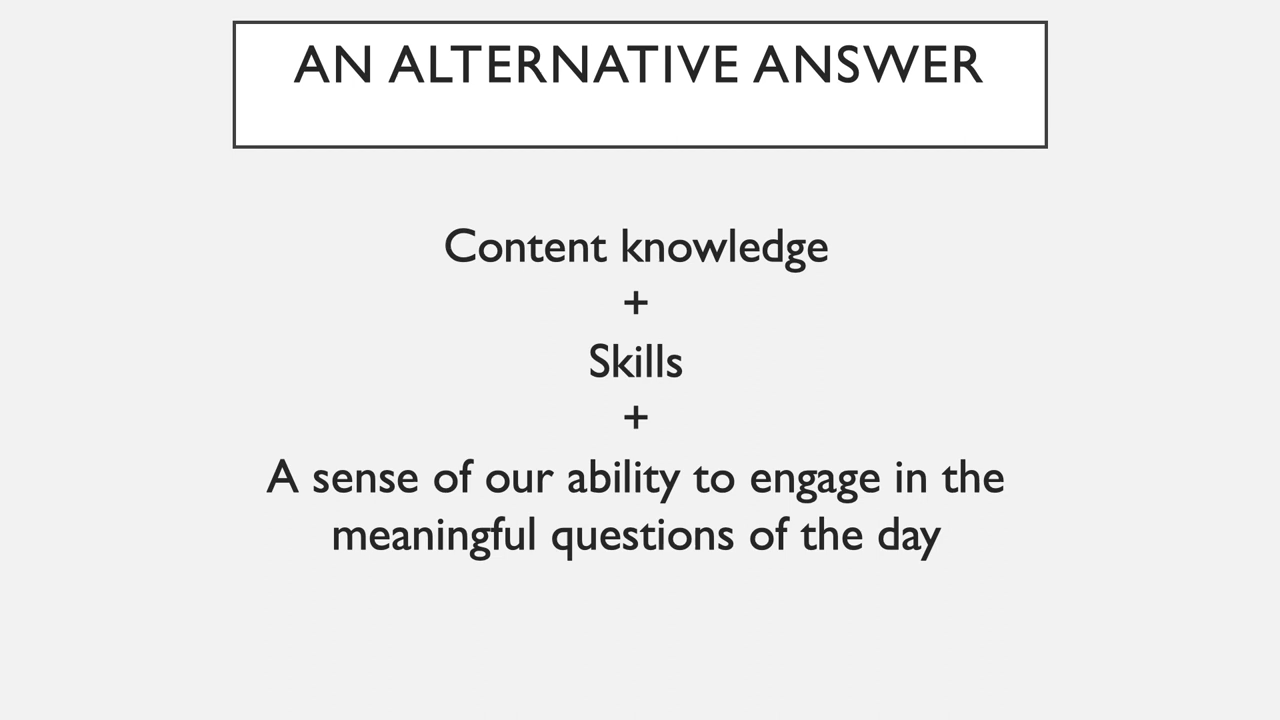 AN ALTERNATIVE ANSWER
Content knowledge
+
Skills
+
A sense of our ability to engage in the
meaningful questions of the day